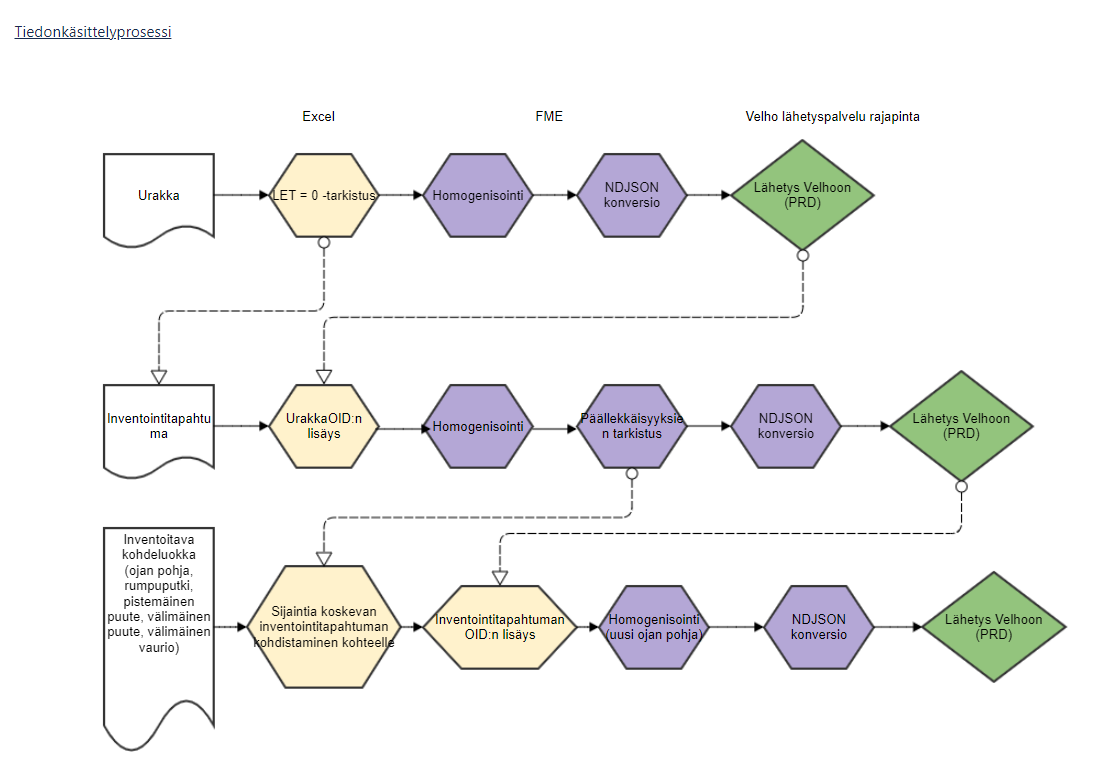 Tiedonkäsittelyprosessi
Excel
FME
Velho lähetyspalvelu rajapinta
Urakka
LET = 0 -tarkistus
Homogenisointi
NDJSON
konversio
Lähetys Velhoon
(PRD)
Inventointitapahtu
ma
UrakkaOID:n
lisäys
Homogenisointi
Päällekkäisyyksie
n tarkistus
NDJSON
konversio
Lähetys Velhoon
(PRD)
Inventoitava
kohdeluokka
(ojan pohja,
rumpuputki,
pistemäinen
puute, välimäinen
puute, välimäinen
vaurio)
Sijaintia koskevan
inventointitapahtuman
kohdistaminen kohteelle
Inventointitapahtuman
OID:n lisäys
Homogenisointi
(uusi ojan pohja)
NDJSON
konversio
Lähetys Velhoon
(PRD)